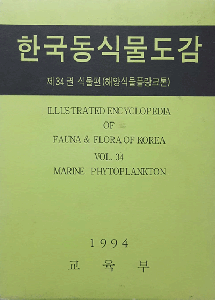 한국동식물도감
제34권 식물편(해양식물플랑크톤)
ILLUSTRATED ENCYCLOPEDIA
OF
FAUNA & FLORA OF KOREA
VOL. 34
MARINE PHYTOPLANKTON
1994
교육부